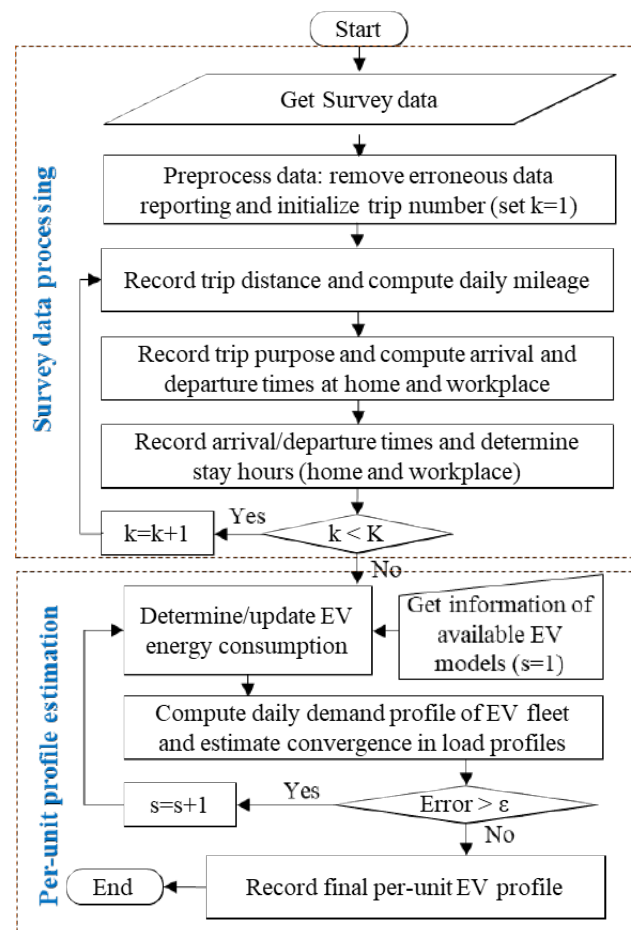 Start
Get Survey data
Preprocess data: remove erroneous data
reporting and initialize trip number (set k=1)
Record trip distance and compute daily mileage
Record trip purpose and compute arrival and
departure times at home and workplace
Record arrival/departure times and determine
stay hours (home and workplace)
k < K
Yes
k=k+1
No
Survey data processing
Determine/update EV
energy consumption
Get information of
available EV
models (s=1)
Compute daily demand profile of EV fleet
and estimate convergence in load profiles
Error > ε
Yes
s=s+1
No
Record final per-unit EV profile
End
Per-unit profile estimation